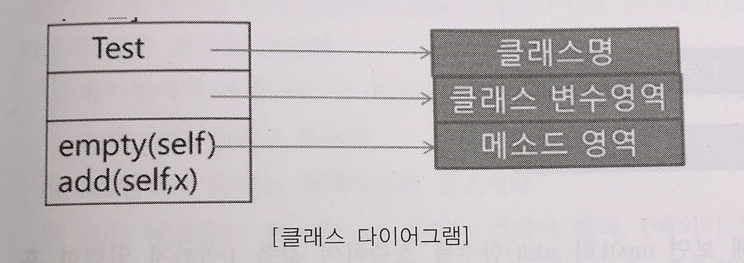 Test
클래스명
클래스 변수영역
empty(self)
메소드 영역
add(self,x)
[클래스 다이어그램]